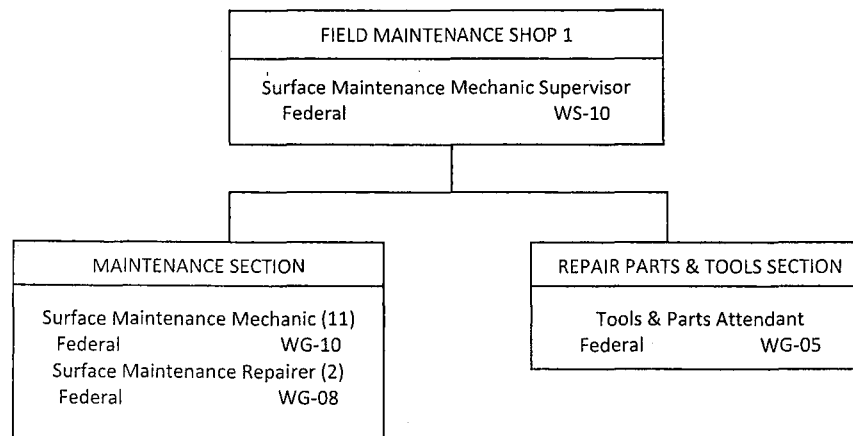 FIELD MAINTENANCE SHOP 1
Surface Maintenance Mechanic Supervisor
Federal WS-10
MAINTENANCE SECTION
Surface Maintenance Mechanic (11)
Federal WG-10
Surface Maintenance Repairer (2)
Federal WG-08
REPAIR PARTS & TOOLS SECTION
Tools & Parts Attendant
Federal WG-05